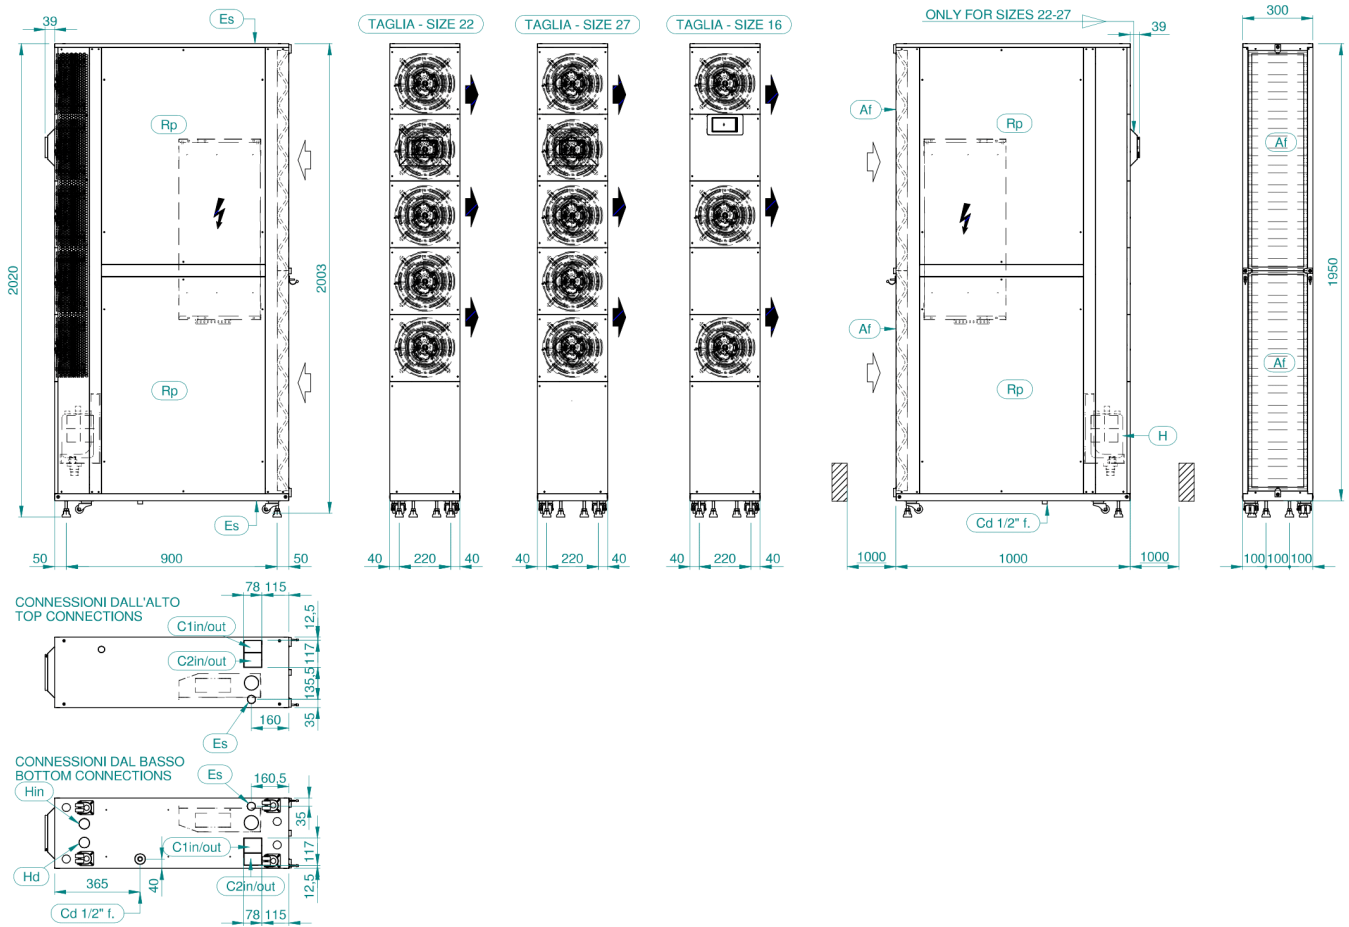 39
Es
TAGLIA - SIZE 22
TAGLIA - SIZE 27
TAGLIA - SIZE 16
ONLY FOR SIZES 22-27
39
300
Rp
Af
Rp
Af
2020
2003
1950
Af
Af
Rp
Rp
H
Es
Cd 1/2" f.
50
900
50
40
220
40
40
220
40
40
220
40
1000
1000
1000
100
100
100
CONNESSIONI DALL'ALTO
TOP CONNECTIONS
78
115
12,5
C1in/out
C2in/out
117
135,5
35
160
Es
CONNESSIONI DAL BASSO
BOTTOM CONNECTIONS
Es
160,5
Hin
35
C1in/out
117
Hd
C2in/out
12,5
365
40
Cd 1/2" f.
78
115